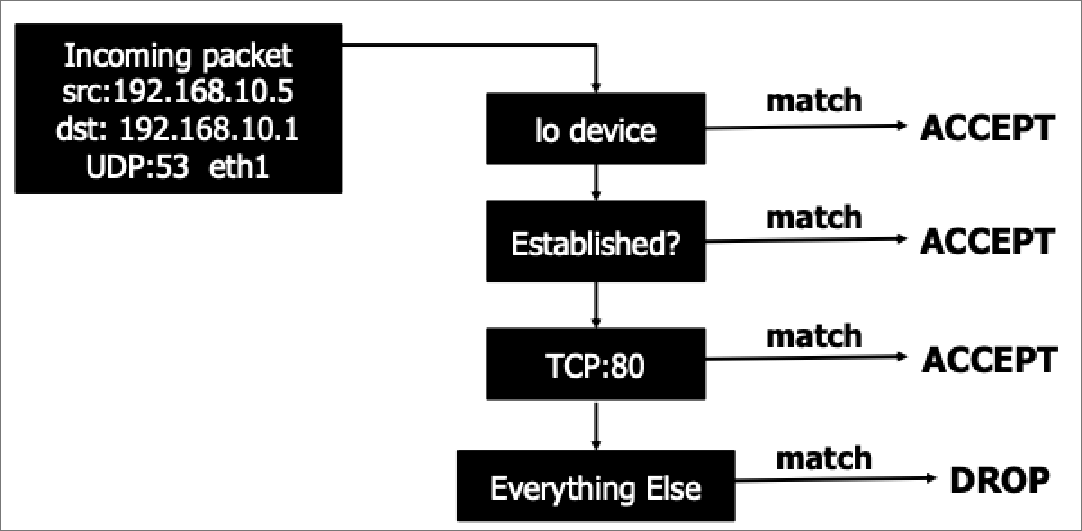 Incoming packet
src:192.168.10.5
dst: 192.168.10.1
UDP:53 eth1
lo device
match
ACCEPT
Established?
match
ACCEPT
TCP:80
match
ACCEPT
Everything Else
match
DROP